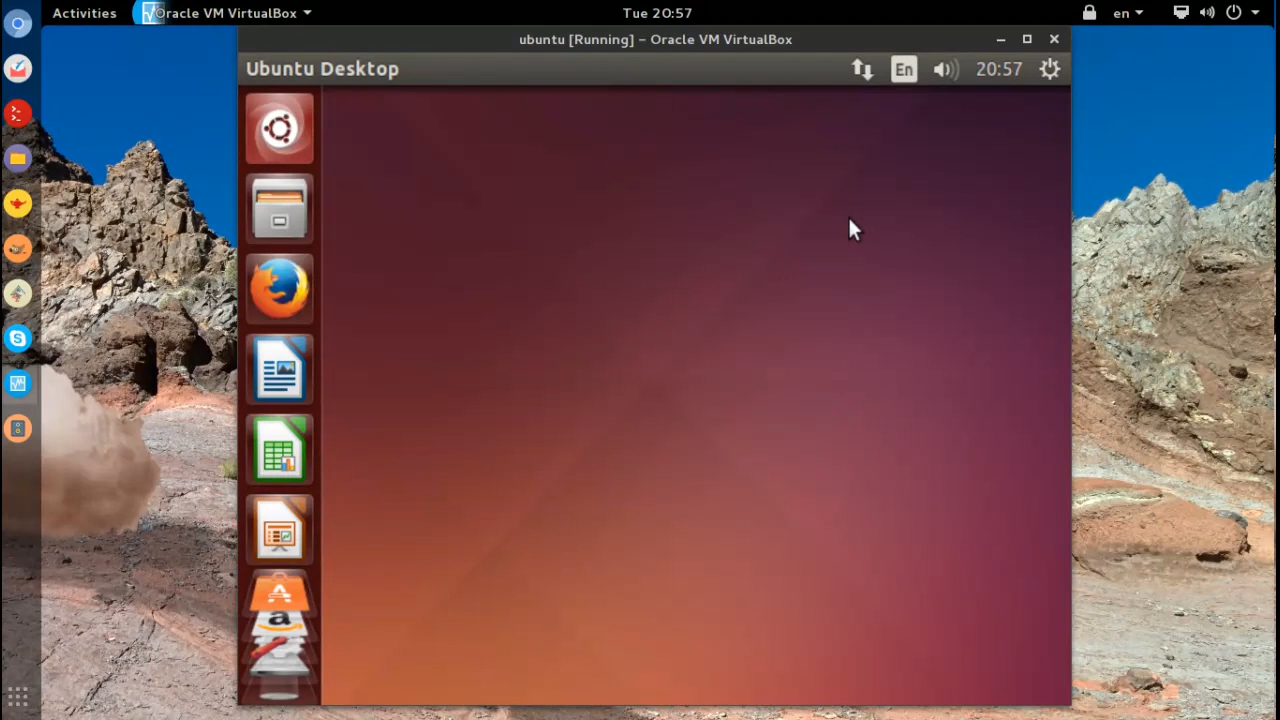 Activities
Oracle VM VirtualBox
Tue 20:57
en
ubuntu [Running] – Oracle VM VirtualBox
Ubuntu Desktop
En
20:57
a